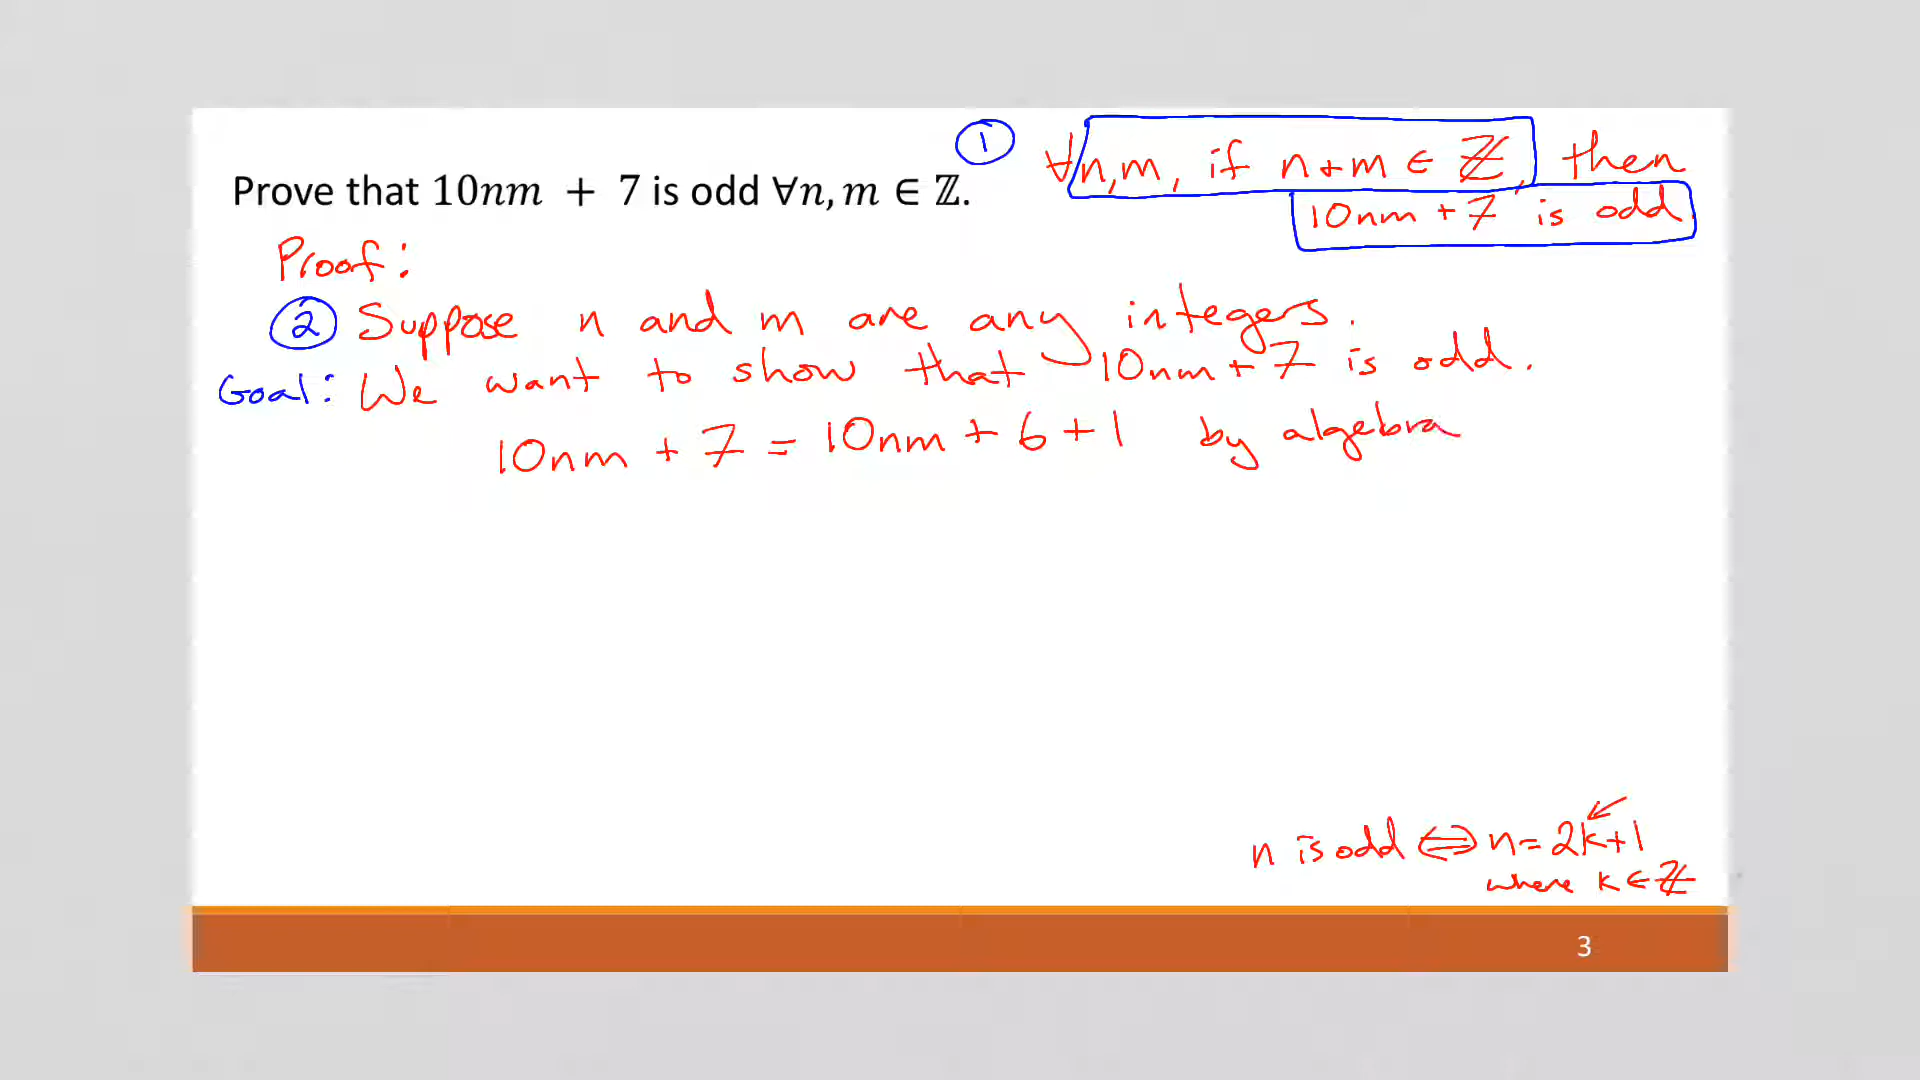 ① ∀n,m, if n+m ∈ ℤ, then
Prove that 10nm + 7 is odd ∀n, m ∈ ℤ.
10nm + 7 is odd
Proof:
② Suppose n and m are any integers.
Goal: We want to show that 10nm + 7 is odd.
10nm + 7 = 10nm + 6 + 1 by algebra
n is odd ⟺ n = 2k+1
where k ∈ ℤ
3